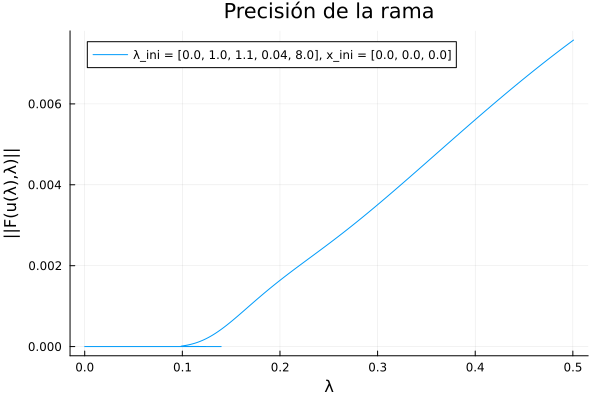 Precisión de la rama
λ_ini = [0.0, 1.0, 1.1, 0.04, 8.0], x_ini = [0.0, 0.0, 0.0]
||F(u(λ),λ)||
0.006
0.004
0.002
0.000
0.0 0.1 0.2 0.3 0.4 0.5
λ